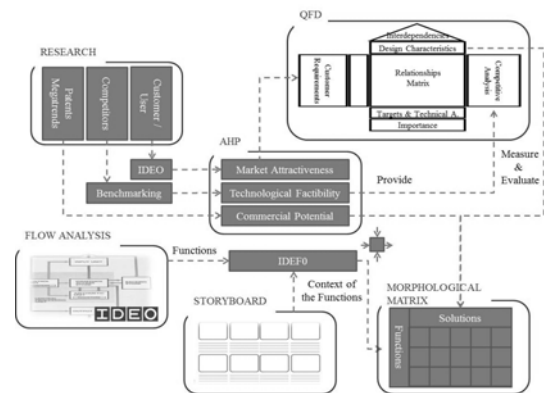 QFD
Interdependencies
Design Characteristics
Customer
Requirements
Relationships
Matrix
Competitive
Analysis
Targets & Technical A.
Importance
RESEARCH
Patents
Megatrends
Competitors
Customer /
User
IDEO
Benchmarking
AHP
Market Attractiveness
Technological Factibility
Commercial Potential
Provide
Measure
&
Evaluate
FLOW ANALYSIS
IDEO
Functions
IDEF0
Context of
the Functions
STORYBOARD
MORPHOLOGICAL
MATRIX
Functions
Solutions